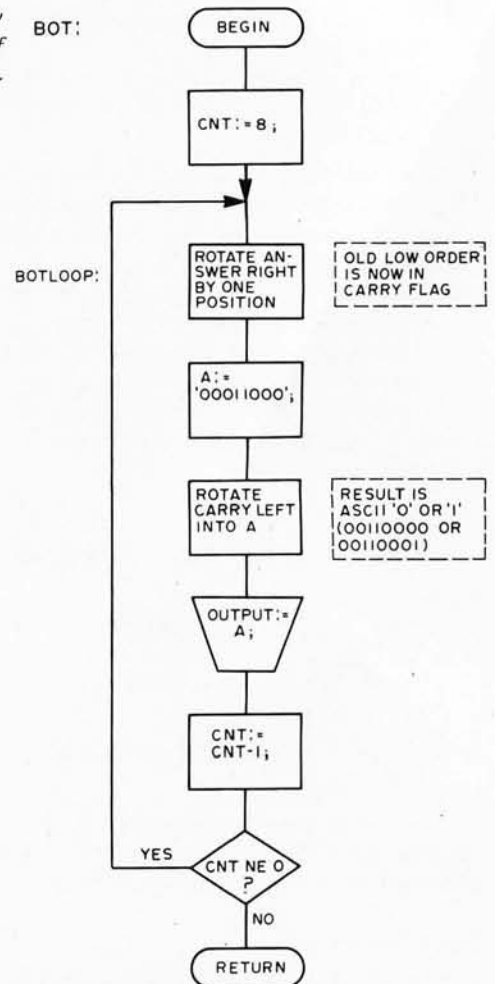 BOT:
BEGIN
CNT:=8;
BOTLOOP:
ROTATE AN-
SWER RIGHT
BY ONE
POSITION
OLD LOW ORDER
IS NOW IN
CARRY FLAG
A:=
'00011000';
ROTATE
CARRY LEFT
INTO A
RESULT IS
ASCII '0' OR '1'
(00110000 OR
00110001)
OUTPUT:=
A;
CNT:=
CNT-1;
YES
CNT NE 0
?
NO
RETURN